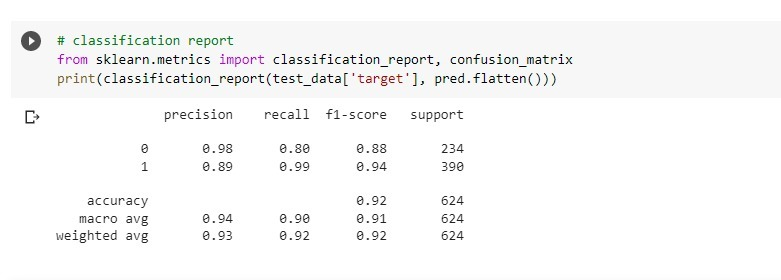 # classification report
from sklearn.metrics import classification_report, confusion_matrix
print(classification_report(test_data['target'], pred.flatten()))
precision recall f1-score support
0 0.98 0.80 0.88 234
1 0.89 0.99 0.94 390
accuracy 0.92 624
macro avg 0.94 0.90 0.91 624
weighted avg 0.93 0.92 0.92 624